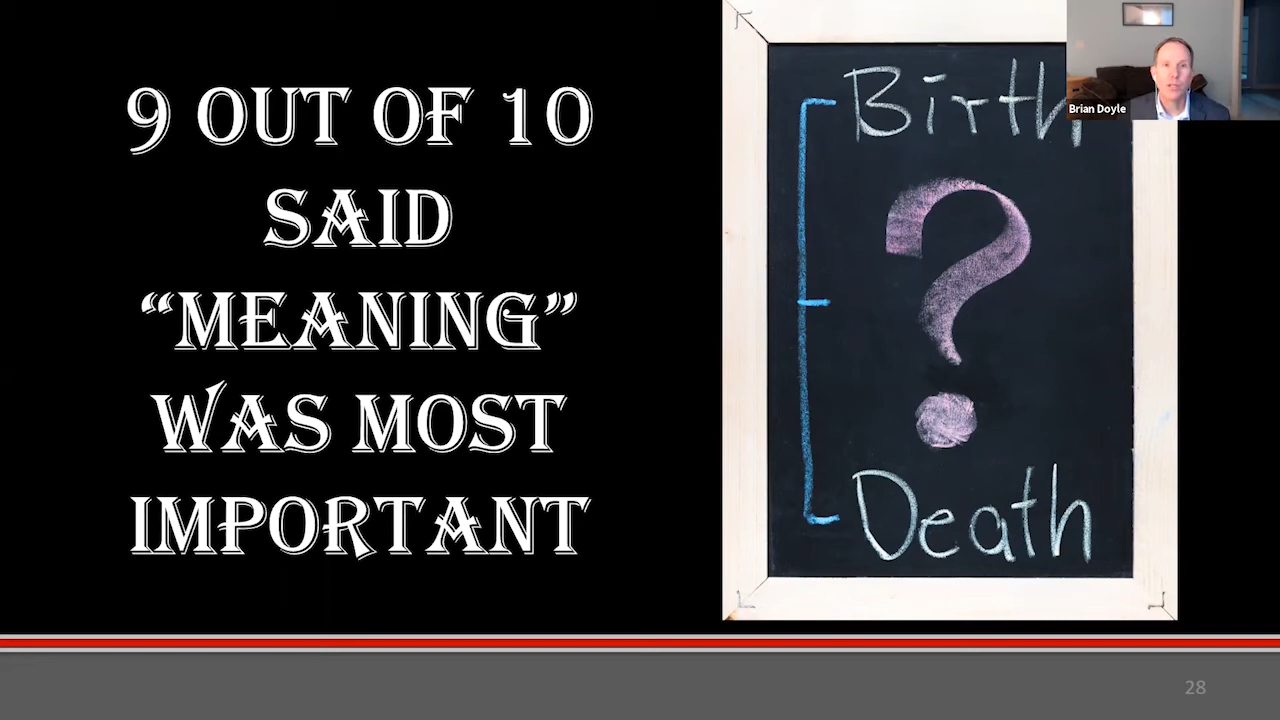 9 OUT OF 10
SAID
“MEANING”
WAS MOST
IMPORTANT
Birth
?
Death
Brian Doyle
28